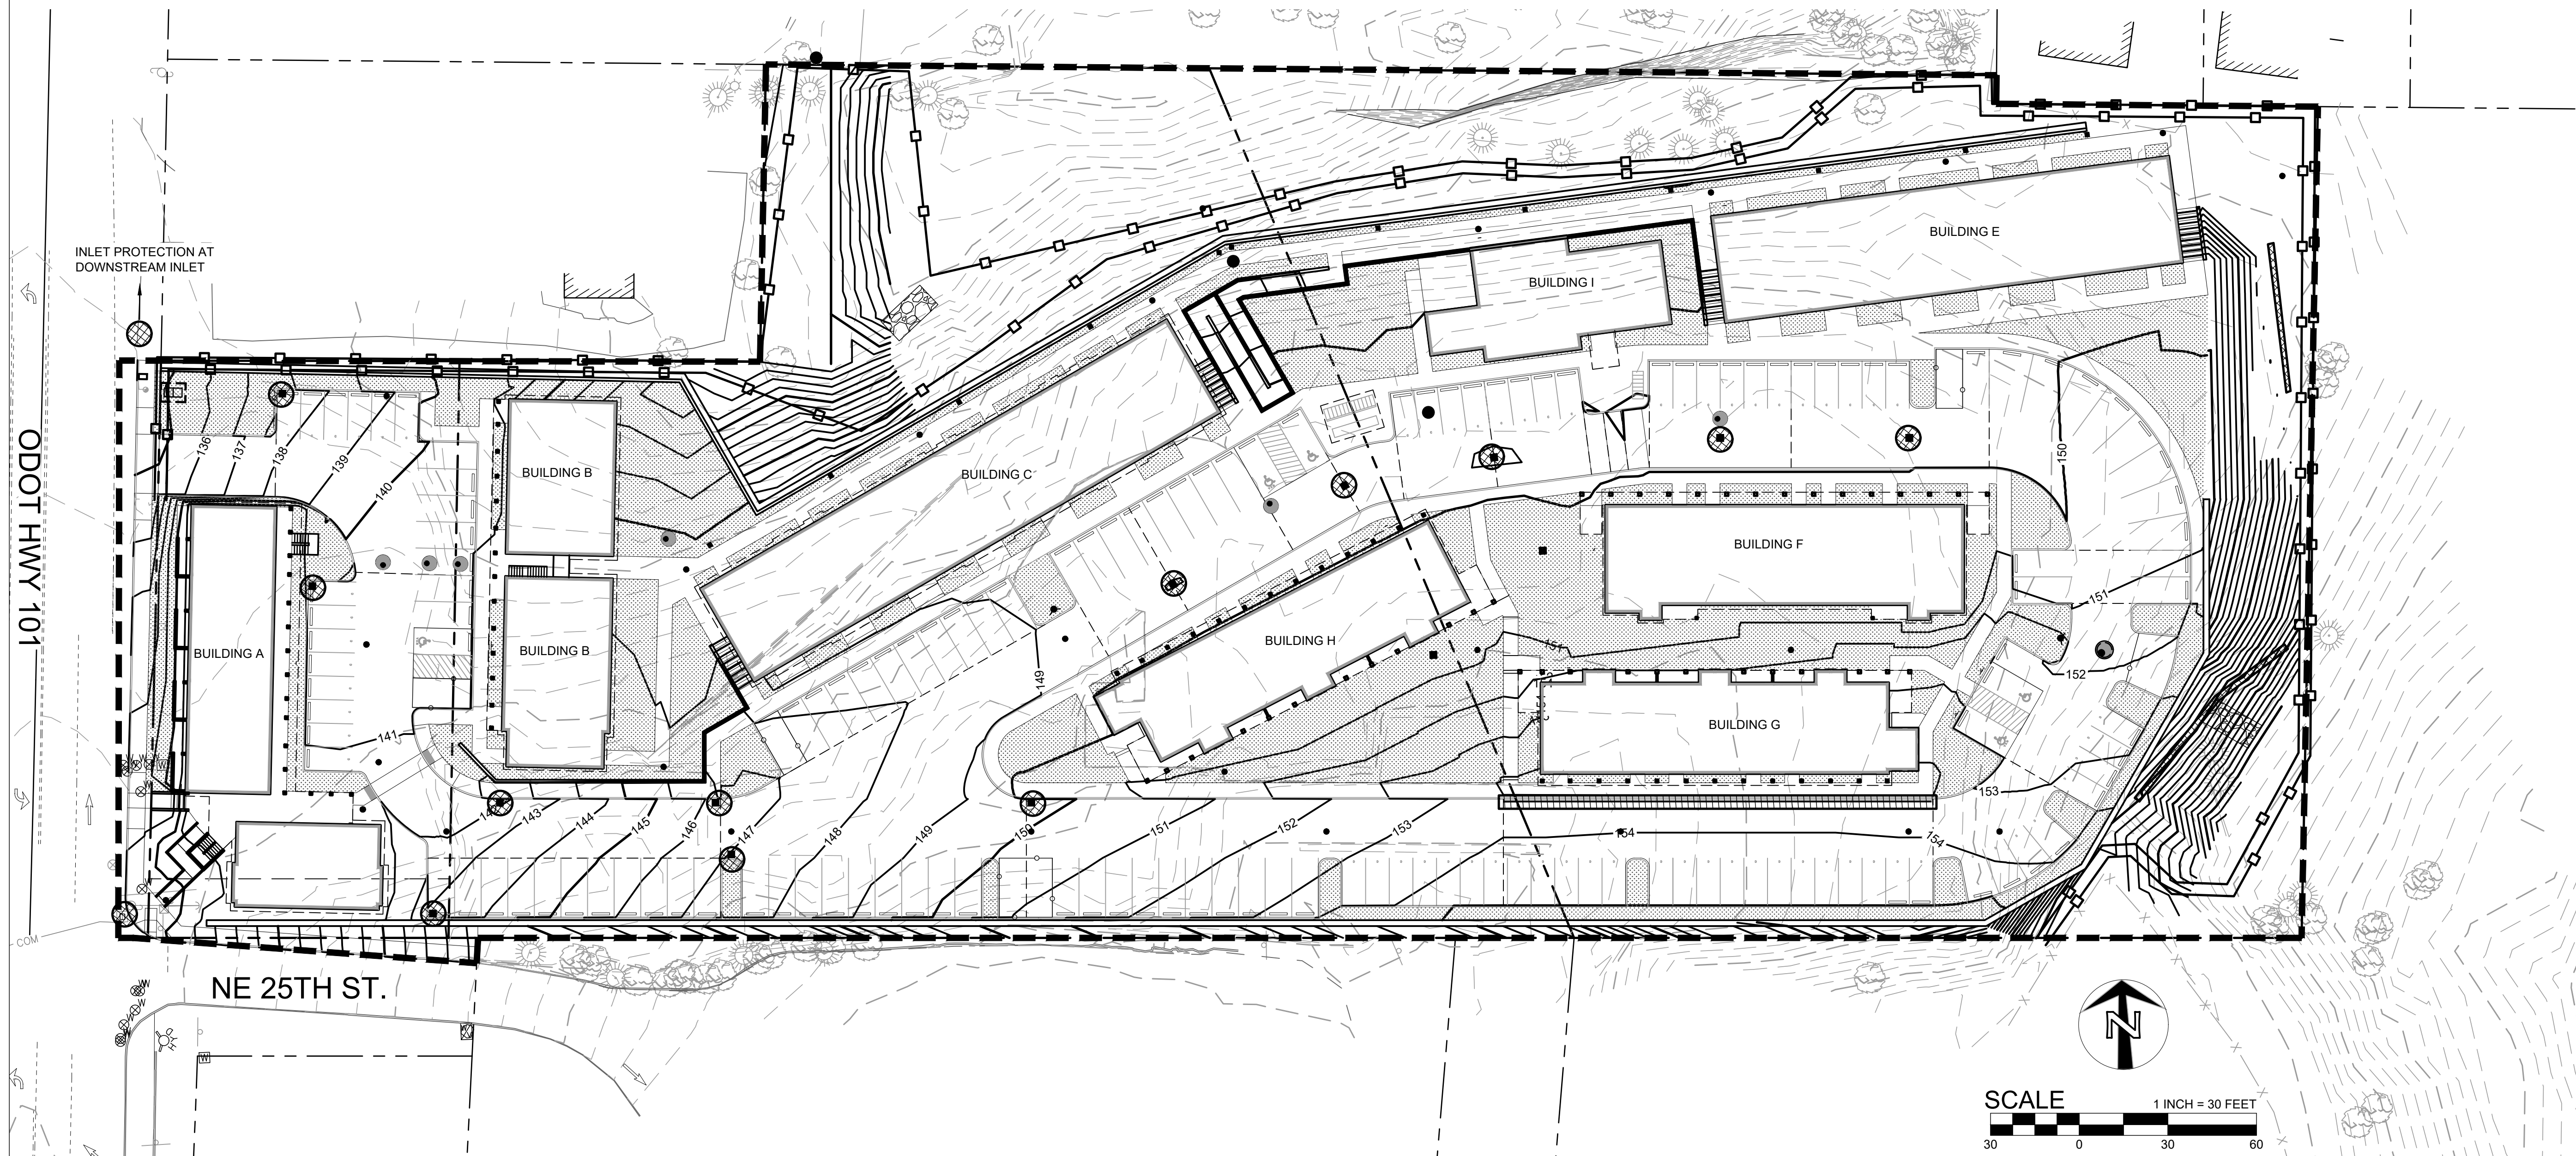 INLET PROTECTION AT
DOWNSTREAM INLET
ODOT HWY 101
BUILDING E
BUILDING I
BUILDING B
BUILDING C
BUILDING F
BUILDING A
BUILDING B
BUILDING H
BUILDING G
136
137
138
139
140
141
143
144
145
146
147
148
149
149
150
151
152
153
154
154
153
152
151
150
151
COM
NE 25TH ST.
W
W
W
W
W
W
W
N
SCALE
1 INCH = 30 FEET
30 0 30 60